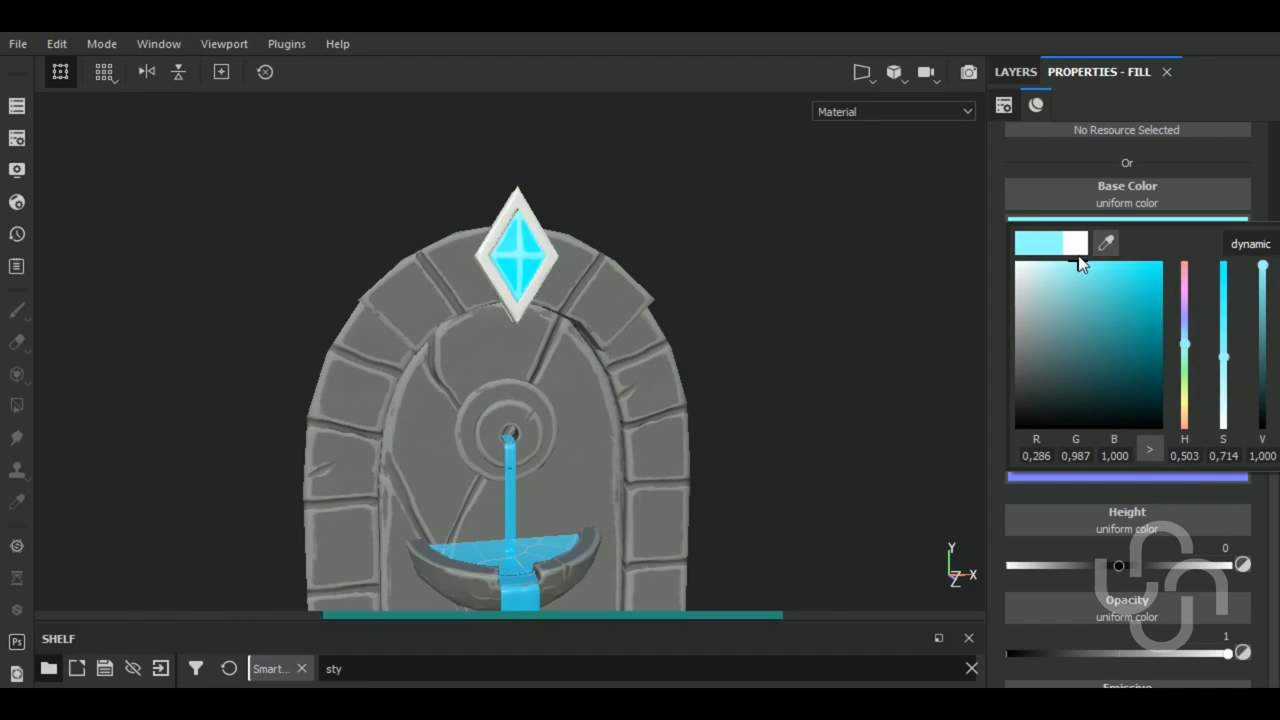 File Edit Mode Window Viewport Plugins Help
LAYERS PROPERTIES - FILL
Material
No Resource Selected
Or
Base Color
uniform color
dynamic
R G B > H S V
0,286 0,987 1,000 0,503 0,714 1,000
Height
uniform color
0
Opacity
uniform color
1
Emissive
Y
X
Z
SHELF
Ps
Smart... sty